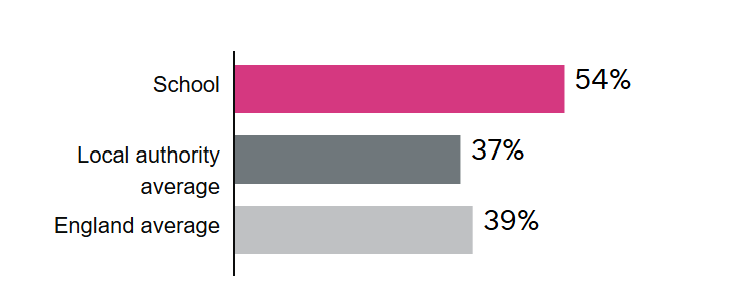 School
54%
Local authority
average
37%
England average
39%